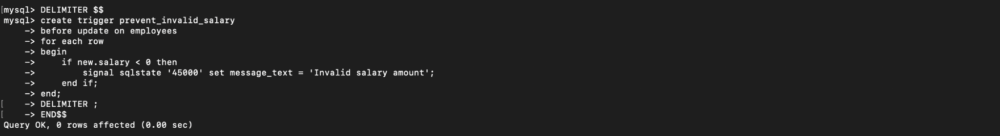 [mysql> DELIMITER $$
mysql> create trigger prevent_invalid_salary
    -> before update on employees
    -> for each row
    -> begin
    ->     if new.salary < 0 then
    ->         signal sqlstate '45000' set message_text = 'Invalid salary amount';
    ->     end if;
    -> end;
[    -> DELIMITER ;
[    -> END$$
Query OK, 0 rows affected (0.00 sec)